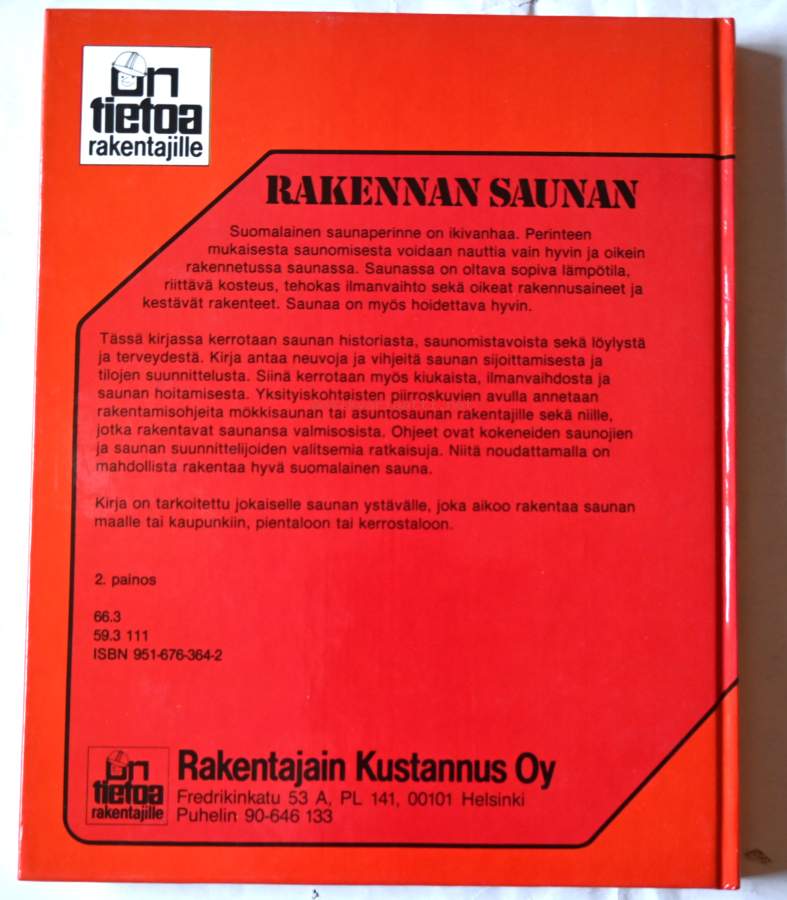 on
tietoa
rakentajille
RAKENNAN SAUNAN
Suomalainen saunaperinne on ikivanhaa. Perinteen
mukaisesta saunomisesta voidaan nauttia vain hyvin ja oikein
rakennetussa saunassa. Saunassa on oltava sopiva lämpötila,
riittävä kosteus, tehokas ilmanvaihto sekä oikeat rakennusaineet ja
kestävät rakenteet. Saunaa on myös hoidettava hyvin.
Tässä kirjassa kerrotaan saunan historiasta, saunomistavoista sekä löylystä
ja terveydestä. Kirja antaa neuvoja ja vihjeitä saunan sijoittamisesta ja
tilojen suunnittelusta. Siinä kerrotaan myös kiukaista, ilmanvaihdosta ja
saunan hoitamisesta. Yksityiskohtaisten piirroskuvien avulla annetaan
rakentamisohjeita mökkisaunan tai asuntosaunan rakentajille sekä niille,
jotka rakentavat saunansa valmisosista. Ohjeet ovat kokeneiden saunojien
ja saunan suunnittelijoiden valitsemia ratkaisuja. Niitä noudattamalla on
mahdollista rakentaa hyvä suomalainen sauna.
Kirja on tarkoitettu jokaiselle saunan ystävälle, joka aikoo rakentaa saunan
maalle tai kaupunkiin, pientaloon tai kerrostaloon.
2. painos
66.3
59.3 111
ISBN 951-676-364-2
on
tietoa
rakentajille
Rakentajain Kustannus Oy
Fredrikinkatu 53 A, PL 141, 00101 Helsinki
Puhelin 90-646 133